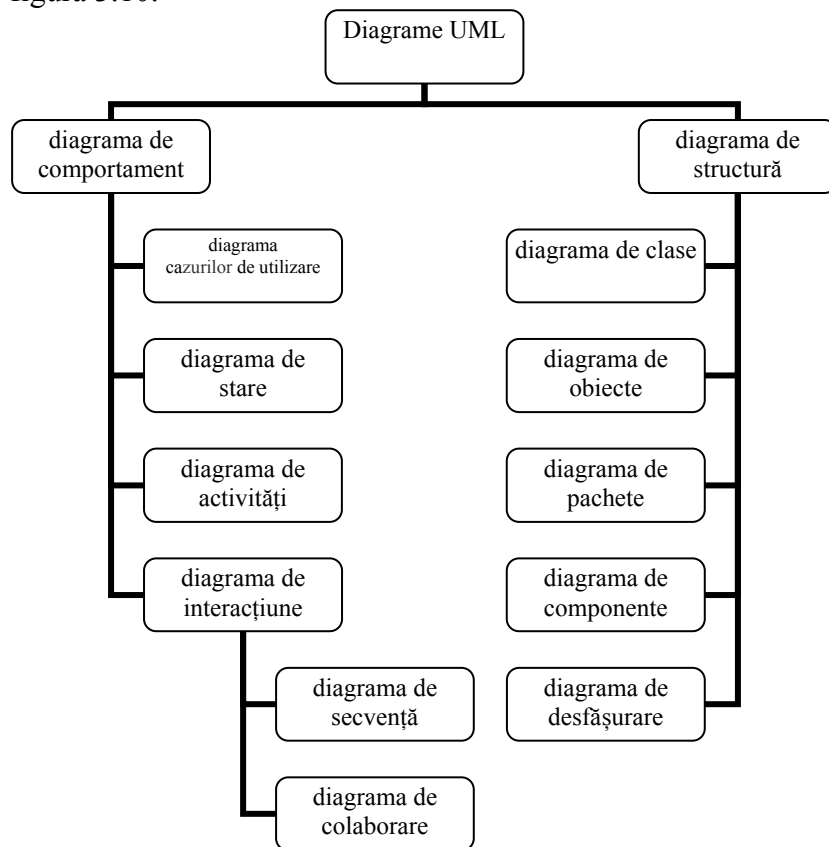 figura 3.10.
Diagrame UML
diagrama de
comportament
diagrama de
structură
diagrama
cazurilor de utilizare
diagrama de clase
diagrama de
stare
diagrama de
obiecte
diagrama de
activități
diagrama de
pachete
diagrama de
interacțiune
diagrama de
componente
diagrama de
secvență
diagrama de
desfășurare
diagrama de
colaborare